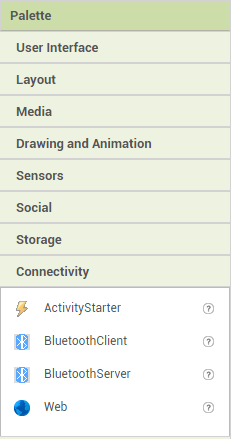 Palette
User Interface
Layout
Media
Drawing and Animation
Sensors
Social
Storage
Connectivity
ActivityStarter ?
BluetoothClient ?
BluetoothServer ?
Web ?